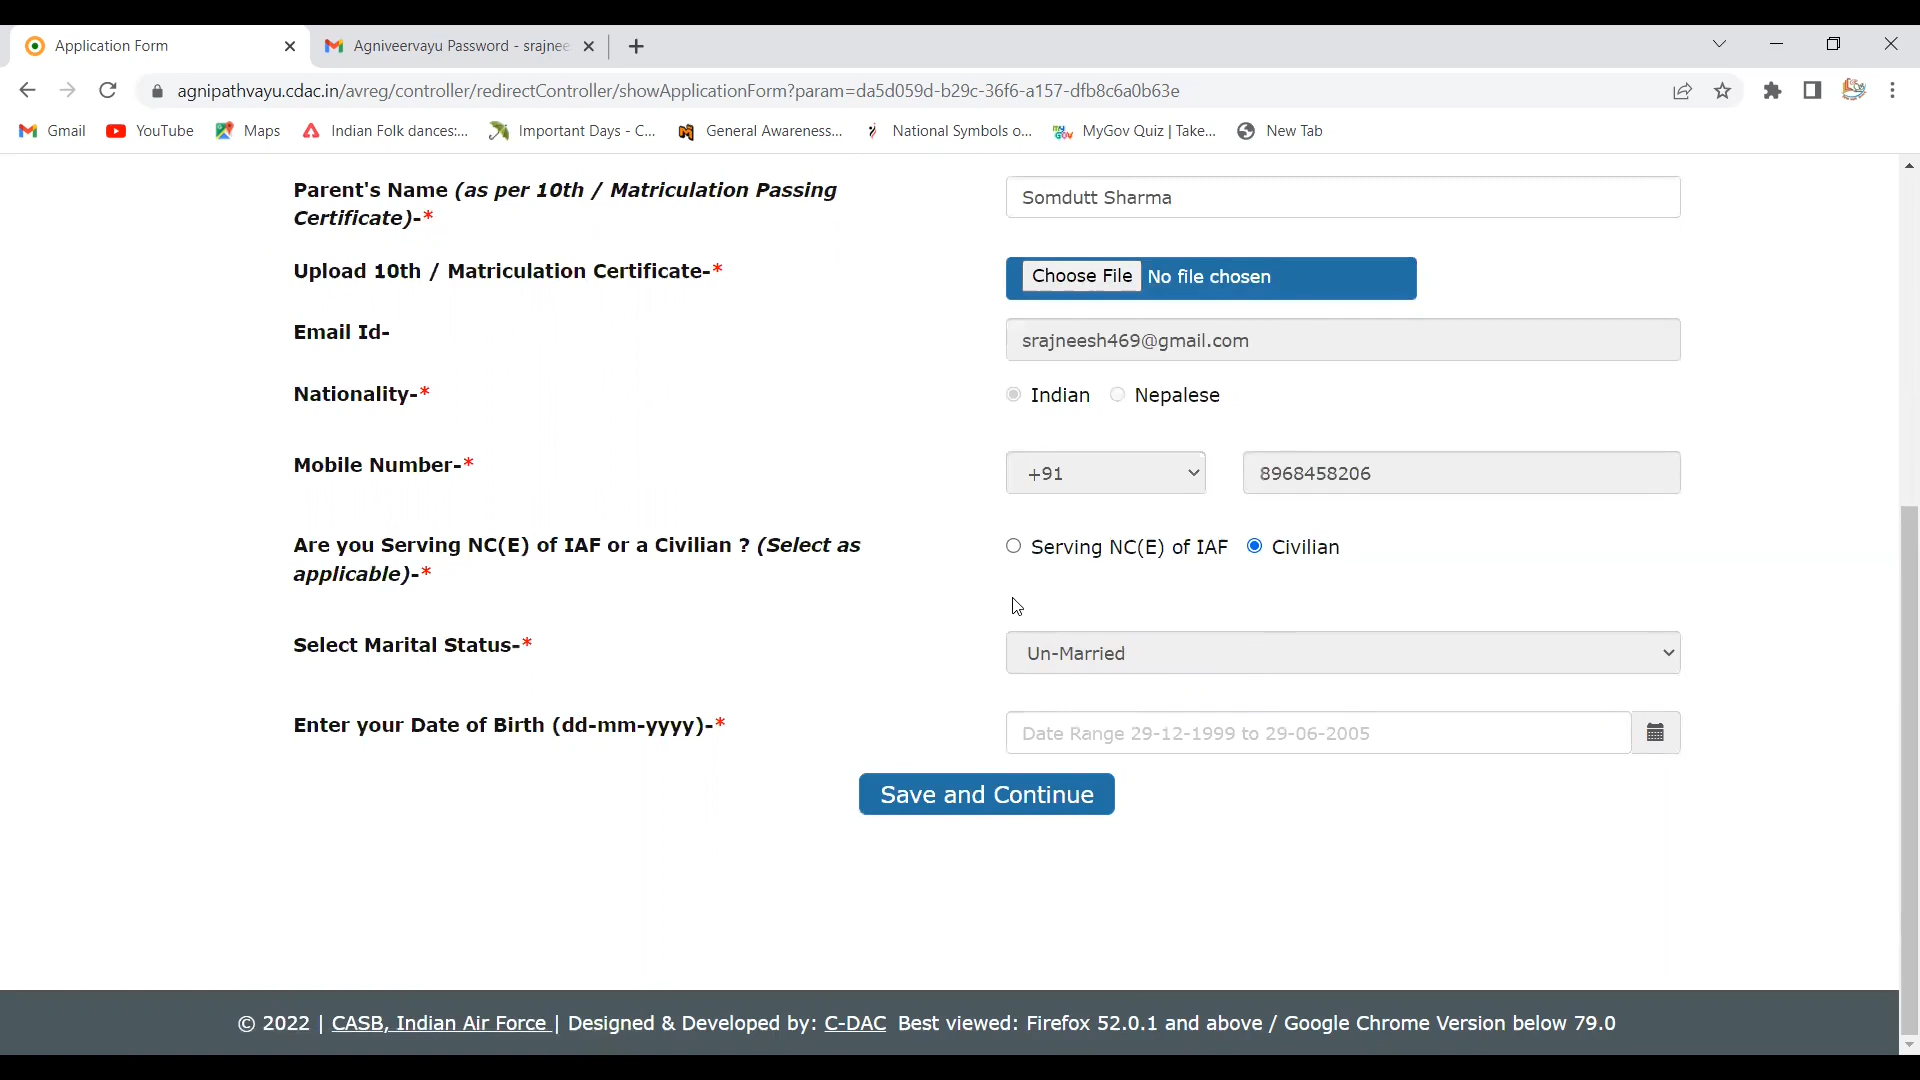 Application Form
Agniveervayu Password - srajnee
agnipathvayu.cdac.in/avreg/controller/redirectController/showApplicationForm?param=da5d059d-b29c-36f6-a157-dfb8c6a0b63e
Gmail YouTube Maps Indian Folk dances:... Important Days - C... General Awareness... National Symbols o... MyGov Quiz | Take... New Tab
Parent's Name (as per 10th / Matriculation Passing
Certificate)-*
Somdutt Sharma
Upload 10th / Matriculation Certificate-*
Choose File No file chosen
Email Id-
srajneesh469@gmail.com
Nationality-*
Indian Nepalese
Mobile Number-*
+91 8968458206
Are you Serving NC(E) of IAF or a Civilian ? (Select as
applicable)-*
Serving NC(E) of IAF Civilian
Select Marital Status-*
Un-Married
Enter your Date of Birth (dd-mm-yyyy)-*
Date Range 29-12-1999 to 29-06-2005
Save and Continue
© 2022 | CASB, Indian Air Force | Designed & Developed by: C-DAC Best viewed: Firefox 52.0.1 and above / Google Chrome Version below 79.0